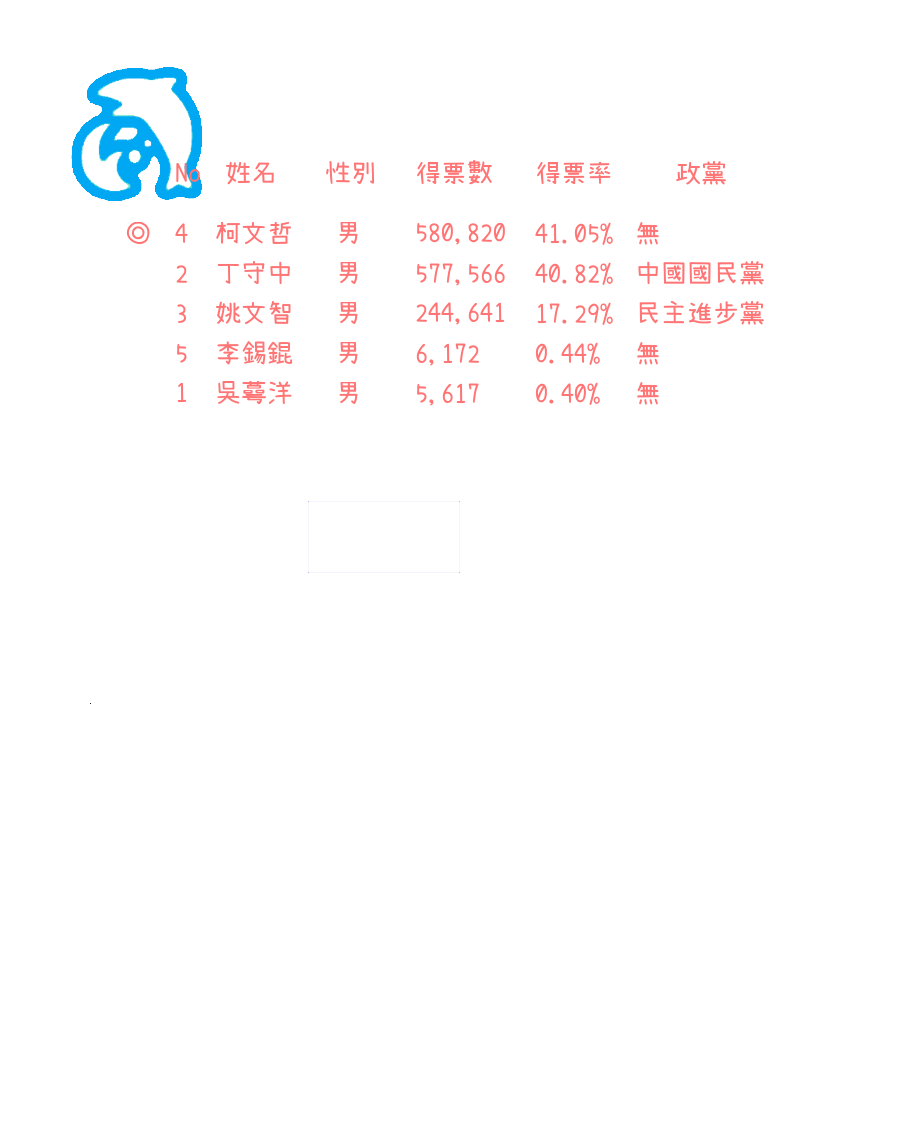 No 姓名 性別 得票數 得票率 政黨
◎ 4 柯文哲 男 580,820 41.05% 無
2 丁守中 男 577,566 40.82% 中國國民黨
3 姚文智 男 244,641 17.29% 民主進步黨
5 李錫錕 男 6,172 0.44% 無
1 吳蕚洋 男 5,617 0.40% 無